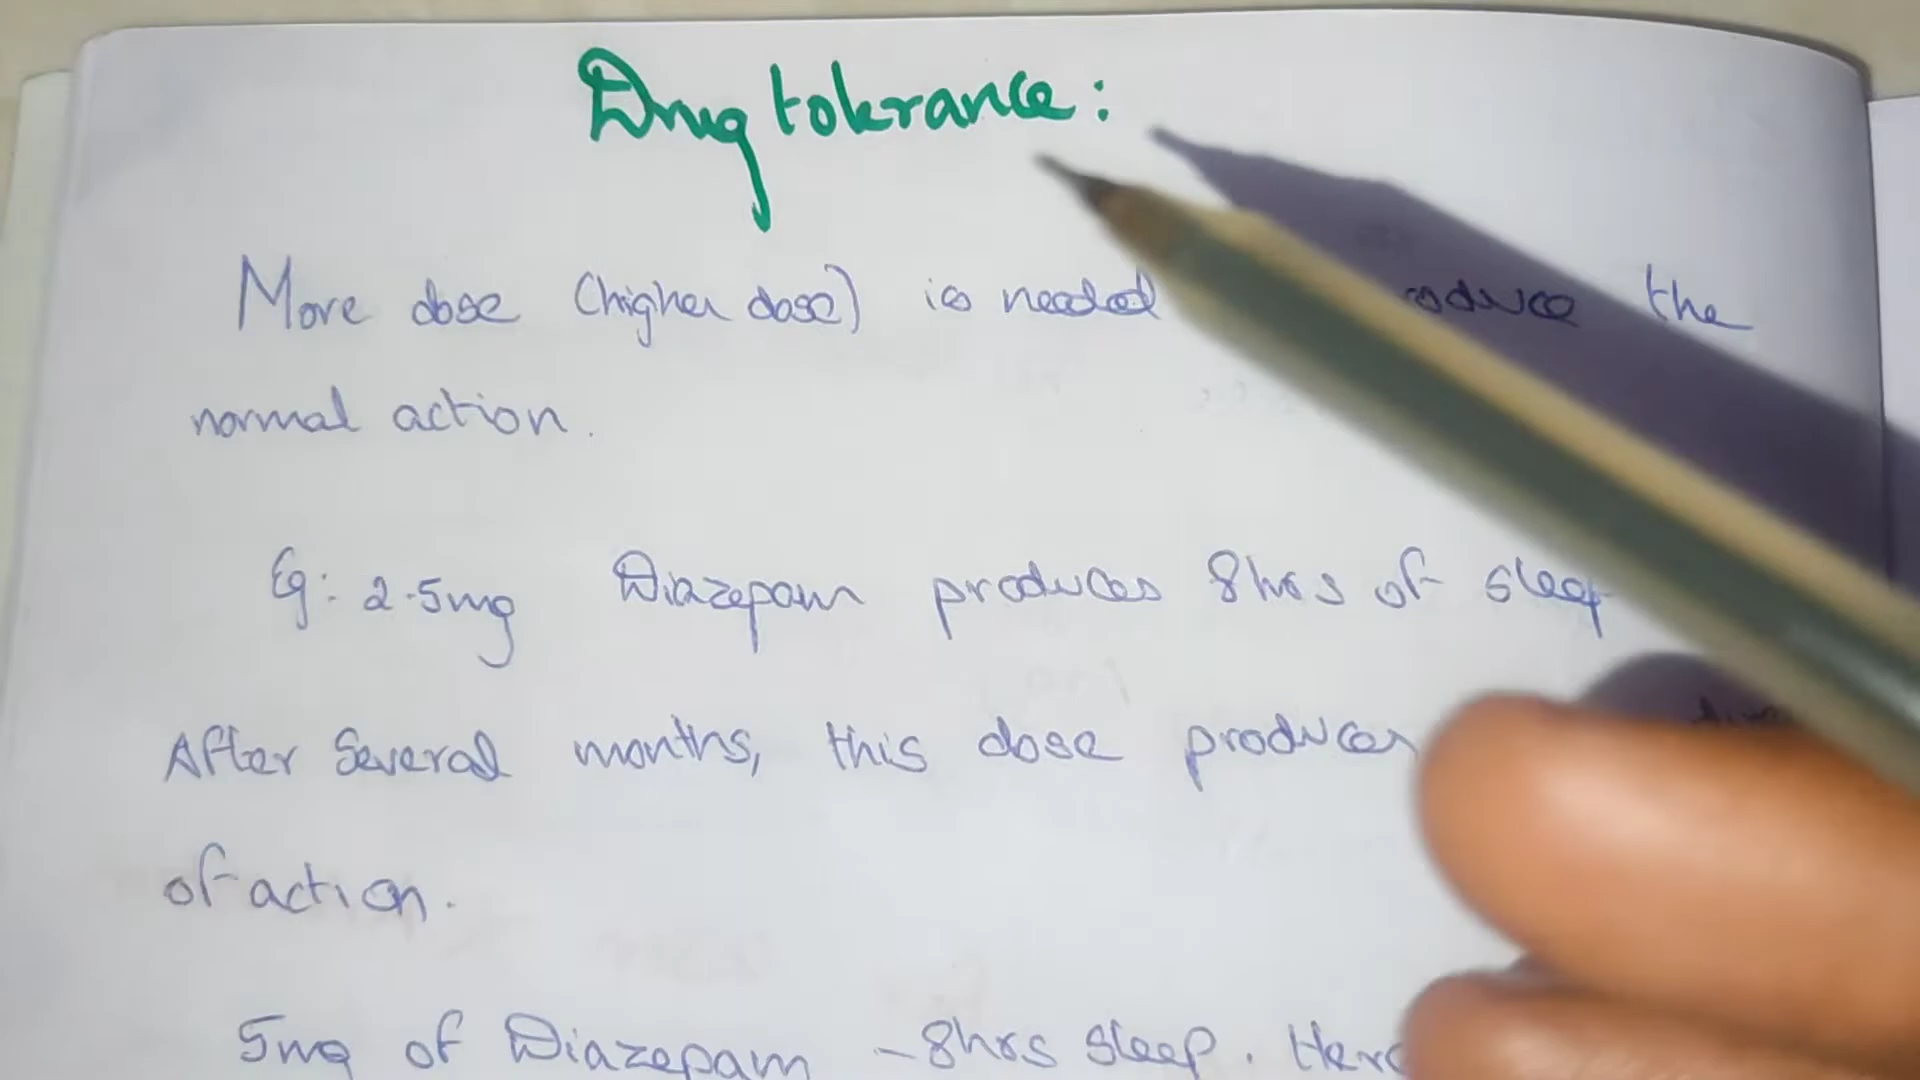 Drug tolerance:
More dose (higher dose) is needed the
normal action.
Eg: 2.5mg Diazepam produces 8hrs of sleep
After Several months, this dose produces
of action.
5mg of Diazepam - 8hrs sleep.